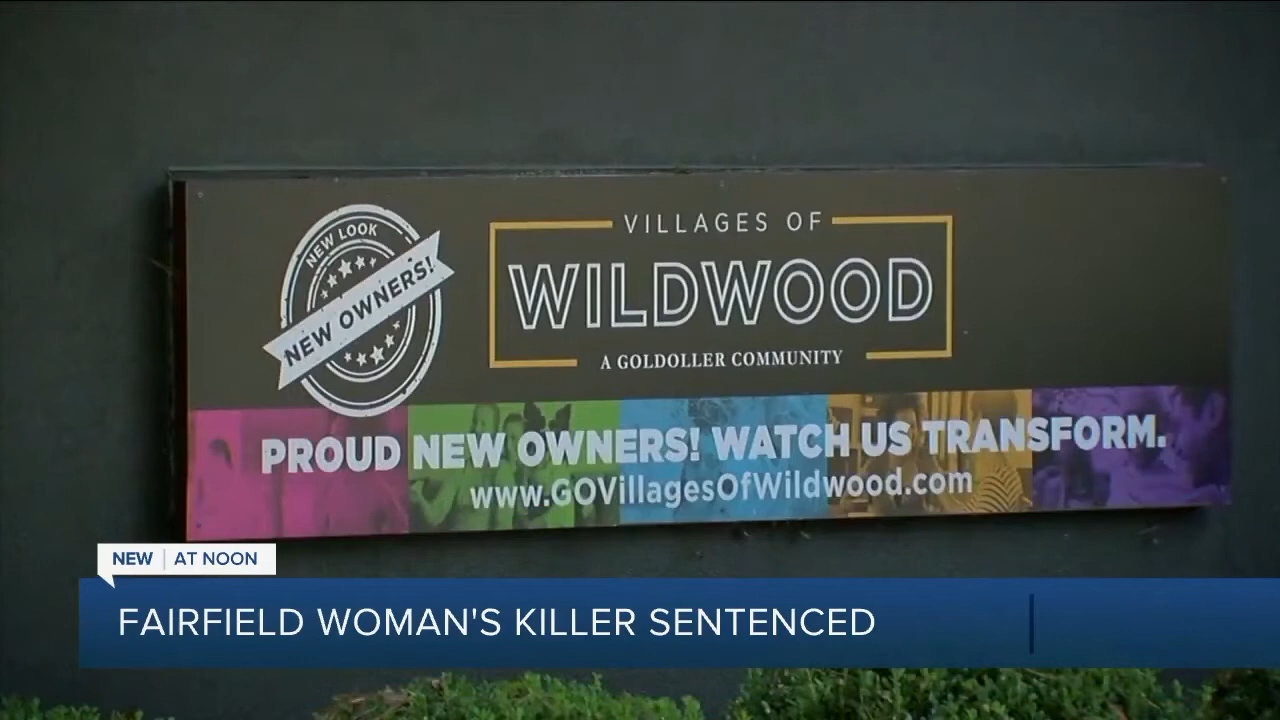 NEW LOOK
NEW OWNERS!
VILLAGES OF
WILDWOOD
A GOLDOLLER COMMUNITY
PROUD NEW OWNERS! WATCH US TRANSFORM.
www.GOVillagesOfWildwood.com
NEW | AT NOON
FAIRFIELD WOMAN'S KILLER SENTENCED